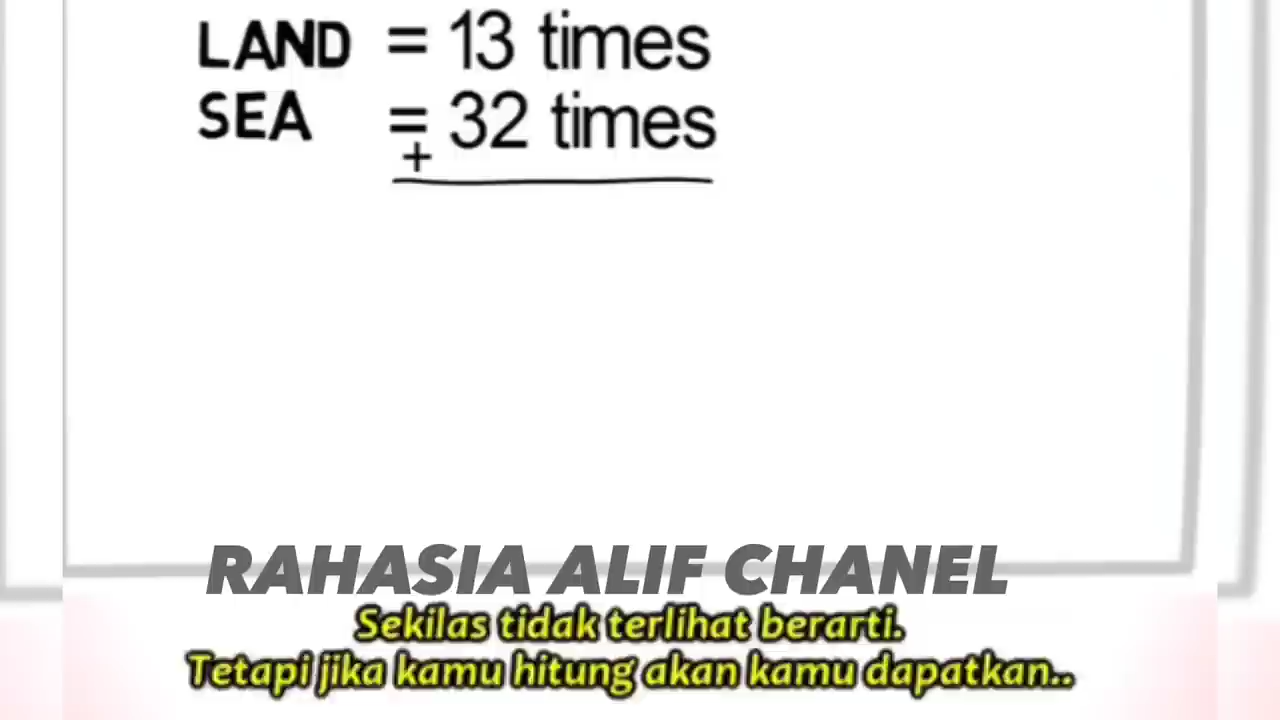 LAND = 13 times
SEA = 32 times
+
RAHASIA ALIF CHANEL
Sekilas tidak terlihat berarti.
Tetapi jika kamu hitung akan kamu dapatkan..